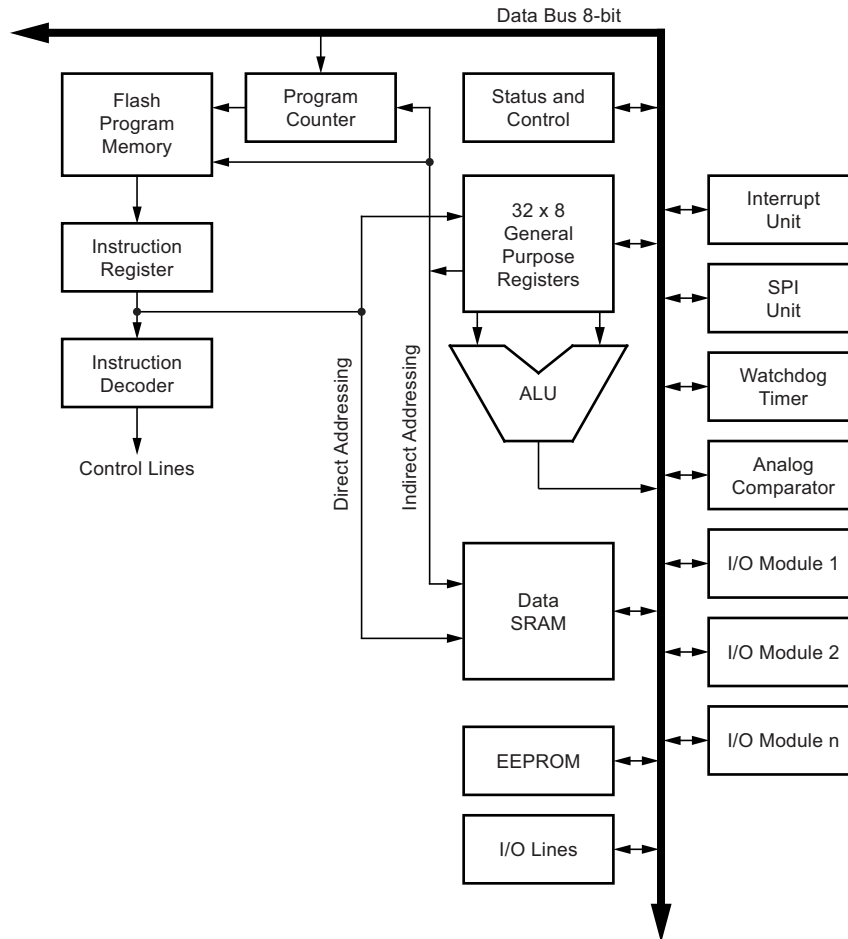 Data Bus 8-bit
Flash
Program
Memory
Program
Counter
Status and
Control
32 x 8
General
Purpose
Registers
Interrupt
Unit
Instruction
Register
SPI
Unit
Instruction
Decoder
ALU
Watchdog
Timer
Control Lines
Direct Addressing
Indirect Addressing
Analog
Comparator
Data
SRAM
I/O Module 1
I/O Module 2
I/O Module n
EEPROM
I/O Lines